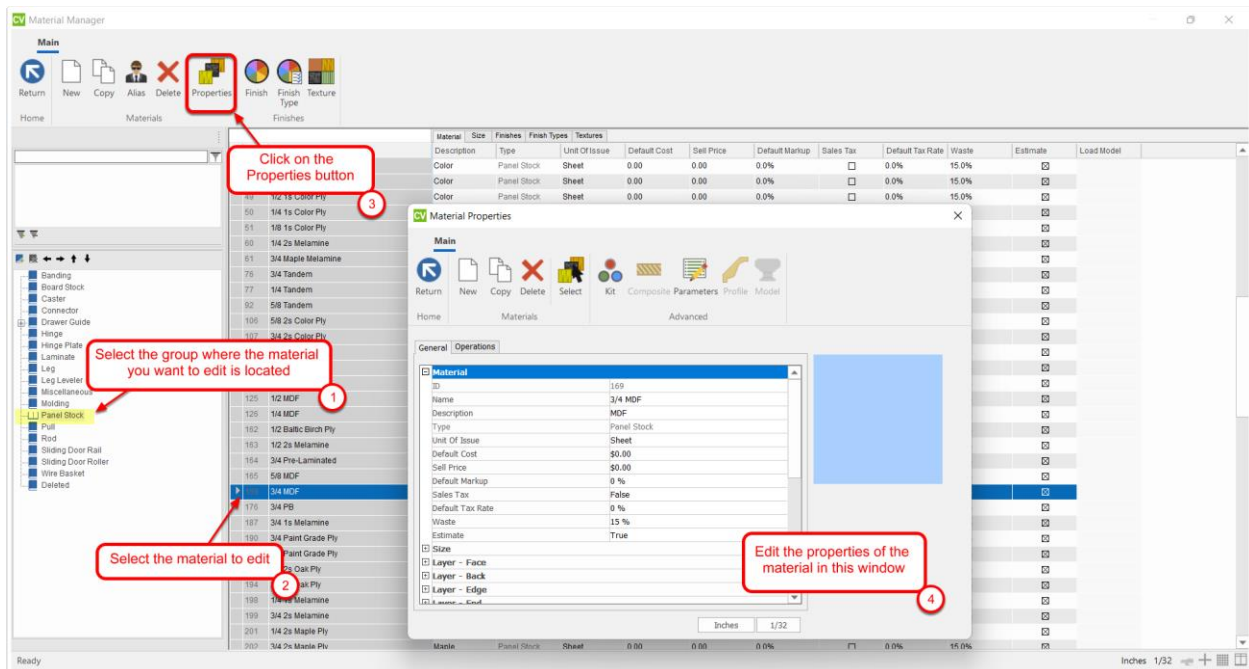 CV Material Manager
Main
Return New Copy Alias Delete Properties Finish Finish Type Texture
Home Materials Finishes
Click on the
Properties button
3
Material Size Finishes Finish Types Textures
Description Type Unit Of Issue Default Cost Sell Price Default Markup Sales Tax Default Tax Rate Waste Estimate Load Model
Color Panel Stock Sheet 0.00 0.00 0.0% 0.0% 15.0%
Color Panel Stock Sheet 0.00 0.00 0.0% 0.0% 15.0%
49 1/2 1s Color Ply Color Panel Stock Sheet 0.00 0.00 0.0% 0.0% 15.0%
50 1/4 1s Color Ply
51 1/8 1s Color Ply
60 1/4 2s Melamine
61 3/4 Maple Melamine
76 3/4 Tandem
77 1/4 Tandem
92 5/8 Tandem
106 5/8 2s Color Ply
107 3/4 2s Color Ply
125 1/2 MDF
126 1/4 MDF
162 1/2 Baltic Birch Ply
163 1/2 2s Melamine
164 3/4 Pre-Laminated
165 5/8 MDF
3/4 MDF
176 3/4 PB
187 3/4 1s Melamine
190 3/4 Paint Grade Ply
Paint Grade Ply
2s Oak Ply
194 ak Ply
198 1/4 1s Melamine
199 3/4 2s Melamine
201 1/4 2s Maple Ply
202 3/4 2s Maple Ply Maple Panel Stock Sheet 0.00 0.00 0.0% 0.0% 15.0%
Banding
Board Stock
Caster
Connector
Drawer Guide
Hinge
Hinge Plate
Laminate
Leg
Leg Leveler
Miscellaneous
Molding
Panel Stock
Pull
Rod
Sliding Door Rail
Sliding Door Roller
Wire Basket
Deleted
Select the group where the material
you want to edit is located
1
Select the material to edit
2
CV Material Properties
Main
Return New Copy Delete Select Kit Composite Parameters Profile Model
Home Materials Advanced
General Operations
Material
ID 169
Name 3/4 MDF
Description MDF
Type Panel Stock
Unit Of Issue Sheet
Default Cost $0.00
Sell Price $0.00
Default Markup 0 %
Sales Tax False
Default Tax Rate 0 %
Waste 15 %
Estimate True
Size
Layer - Face
Layer - Back
Layer - Edge
Layer - End
Edit the properties of the
material in this window
4
Inches 1/32
Ready Inches 1/32